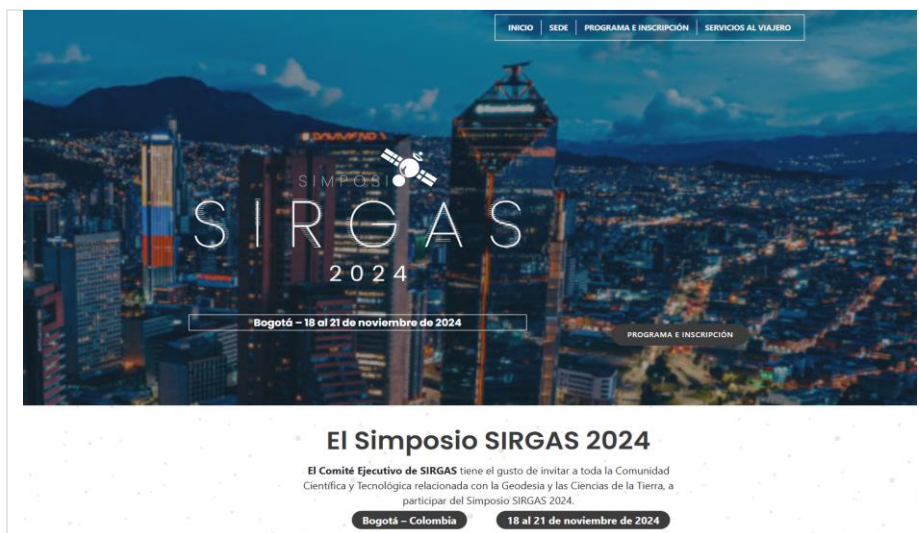 INICIO SEDE PROGRAMA E INSCRIPCIÓN SERVICIOS AL VIAJERO
DAVIVIENDA
SIMPOSIO
SIRGAS
2024
Bogotá – 18 al 21 de noviembre de 2024
PROGRAMA E INSCRIPCIÓN
El Simposio SIRGAS 2024
El Comité Ejecutivo de SIRGAS tiene el gusto de invitar a toda la Comunidad
Científica y Tecnológica relacionada con la Geodesia y las Ciencias de la Tierra, a
participar del Simposio SIRGAS 2024.
Bogotá – Colombia 18 al 21 de noviembre de 2024